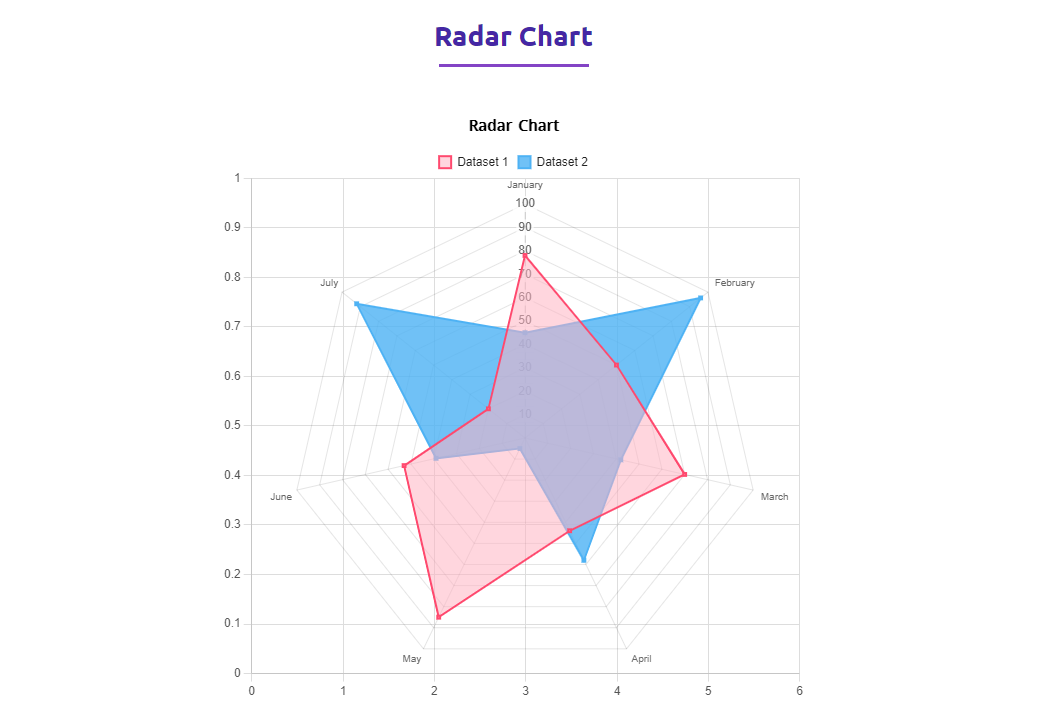 Radar Chart
Radar Chart
Dataset 1 Dataset 2
January
February
March
April
May
June
July
100
90
80
70
60
50
40
30
20
10
1
0.9
0.8
0.7
0.6
0.5
0.4
0.3
0.2
0.1
0
0 1 2 3 4 5 6